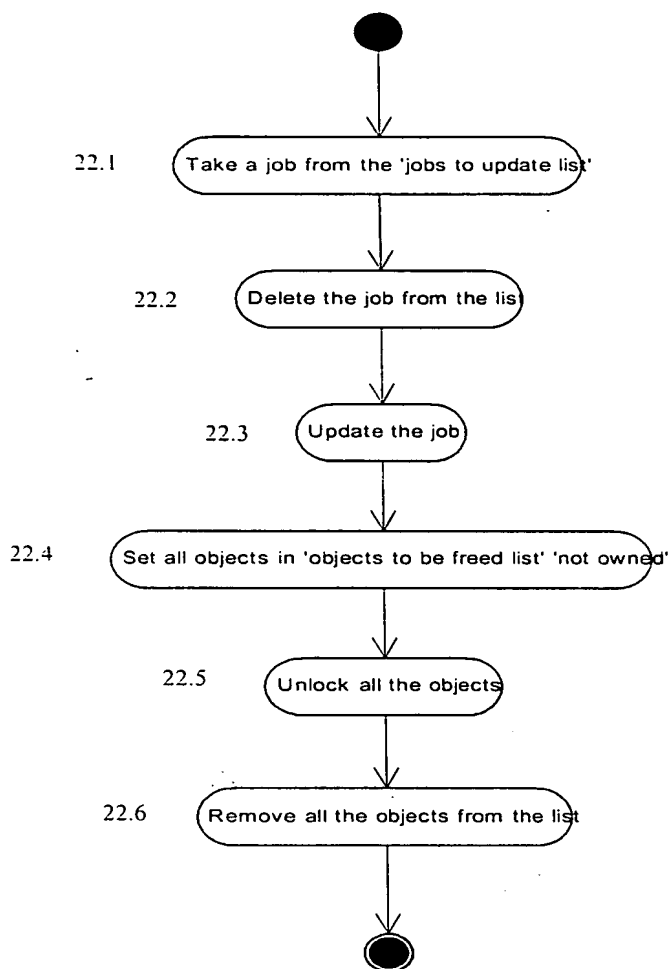 22.1 Take a job from the 'jobs to update list'
22.2 Delete the job from the list
22.3 Update the job
22.4 Set all objects in 'objects to be freed list' 'not owned'
22.5 Unlock all the objects
22.6 Remove all the objects from the list